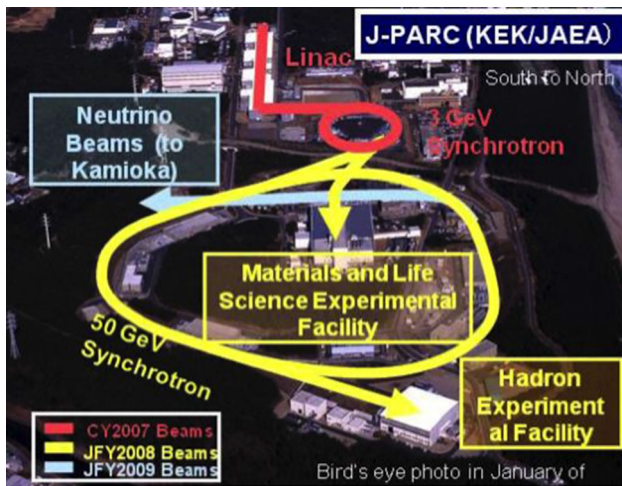 J-PARC (KEK/JAEA)
Linac
South to North
Neutrino
Beams (to
Kamioka)
3 GeV
Synchrotron
Materials and Life
Science Experimental
Facility
50 GeV
Synchrotron
Hadron
Experiment
al Facility
CY2007 Beams
JFY2008 Beams
JFY2009 Beams
Bird's eye photo in January of